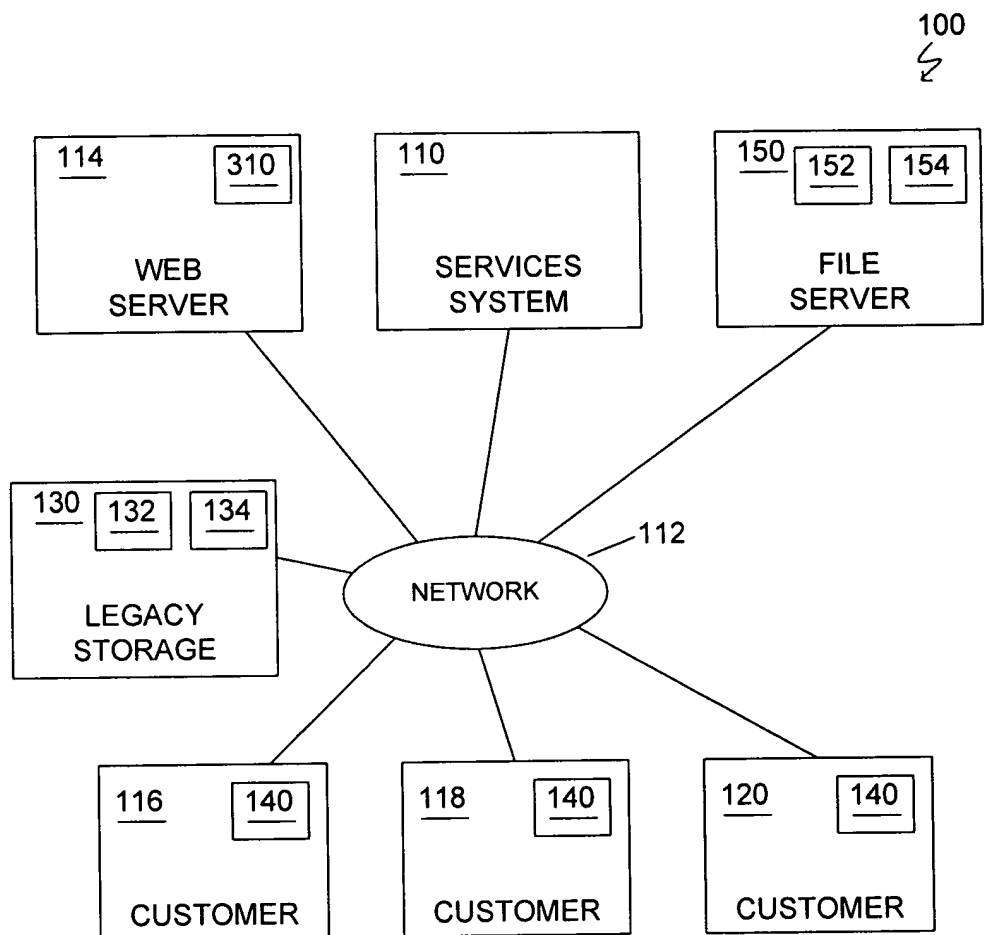 100
114 310
WEB
SERVER
110
SERVICES
SYSTEM
150 152 154
FILE
SERVER
130 132 134
LEGACY
STORAGE
NETWORK
112
116 140
CUSTOMER
118 140
CUSTOMER
120 140
CUSTOMER